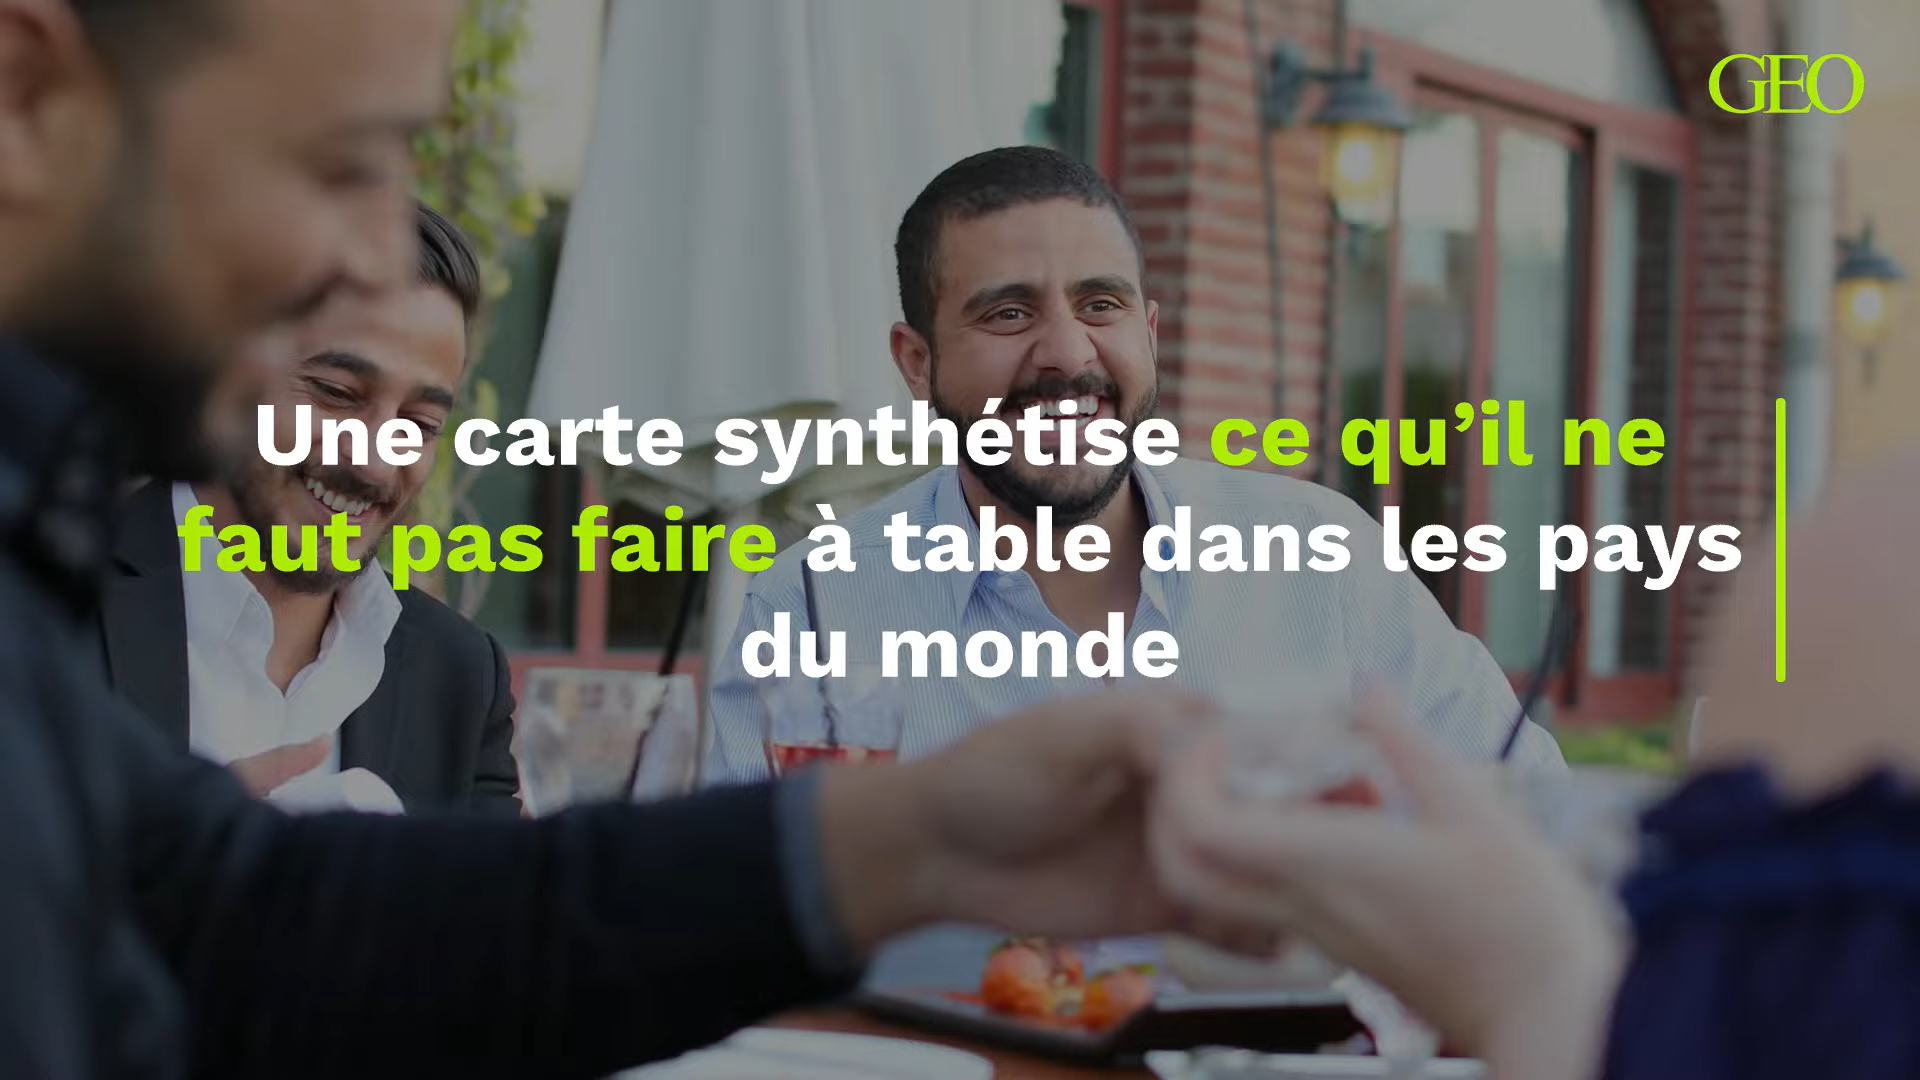 GEO
Une carte synthétise ce qu’il ne
faut pas faire à table dans les pays
du monde